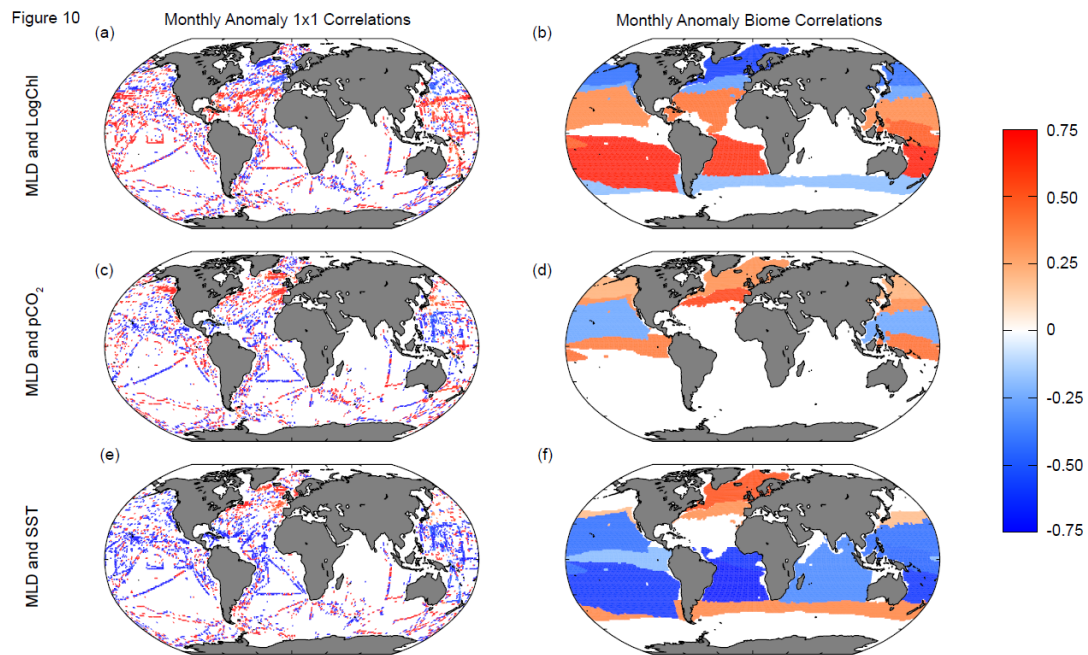 Figure 10
Monthly Anomaly 1x1 Correlations
Monthly Anomaly Biome Correlations
(a)
(b)
MLD and LogChl
(c)
(d)
MLD and pCO₂
(e)
(f)
MLD and SST
0.75
0.50
0.25
0
-0.25
-0.50
-0.75